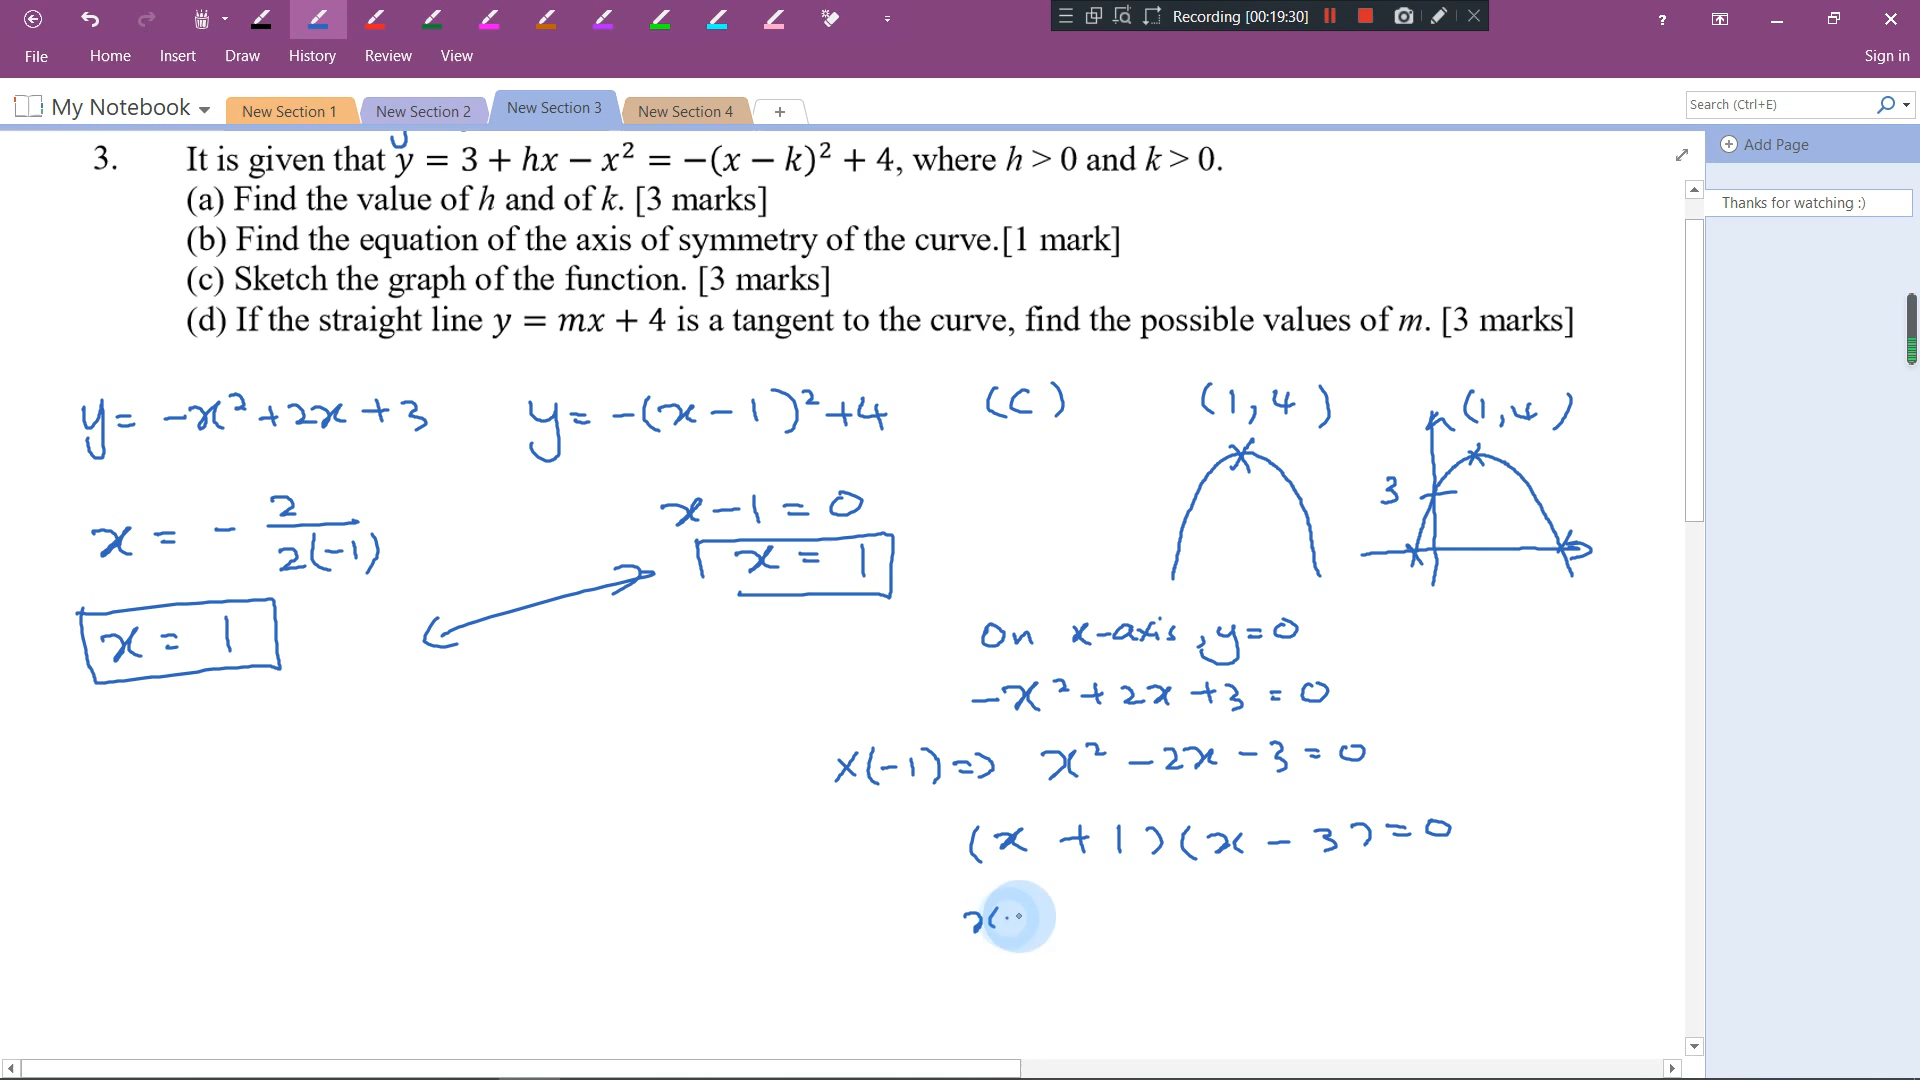 Recording [00:19:30]
?
File Home Insert Draw History Review View
Sign in
My Notebook New Section 1 New Section 2 New Section 3 New Section 4 +
Search (Ctrl+E)
Add Page
Thanks for watching :)
3. It is given that y = 3 + hx − x² = −(x − k)² + 4, where h > 0 and k > 0.
(a) Find the value of h and of k. [3 marks]
(b) Find the equation of the axis of symmetry of the curve.[1 mark]
(c) Sketch the graph of the function. [3 marks]
(d) If the straight line y = mx + 4 is a tangent to the curve, find the possible values of m. [3 marks]
y = -x² + 2x + 3
x = - 2/2(-1)
x = 1
y = -(x - 1)² + 4
x - 1 = 0
x = 1
(c)
(1, 4)
(1, 4)
3
On x-axis, y = 0
-x² + 2x + 3 = 0
x(-1) => x² - 2x - 3 = 0
(x + 1)(x - 3) = 0
x